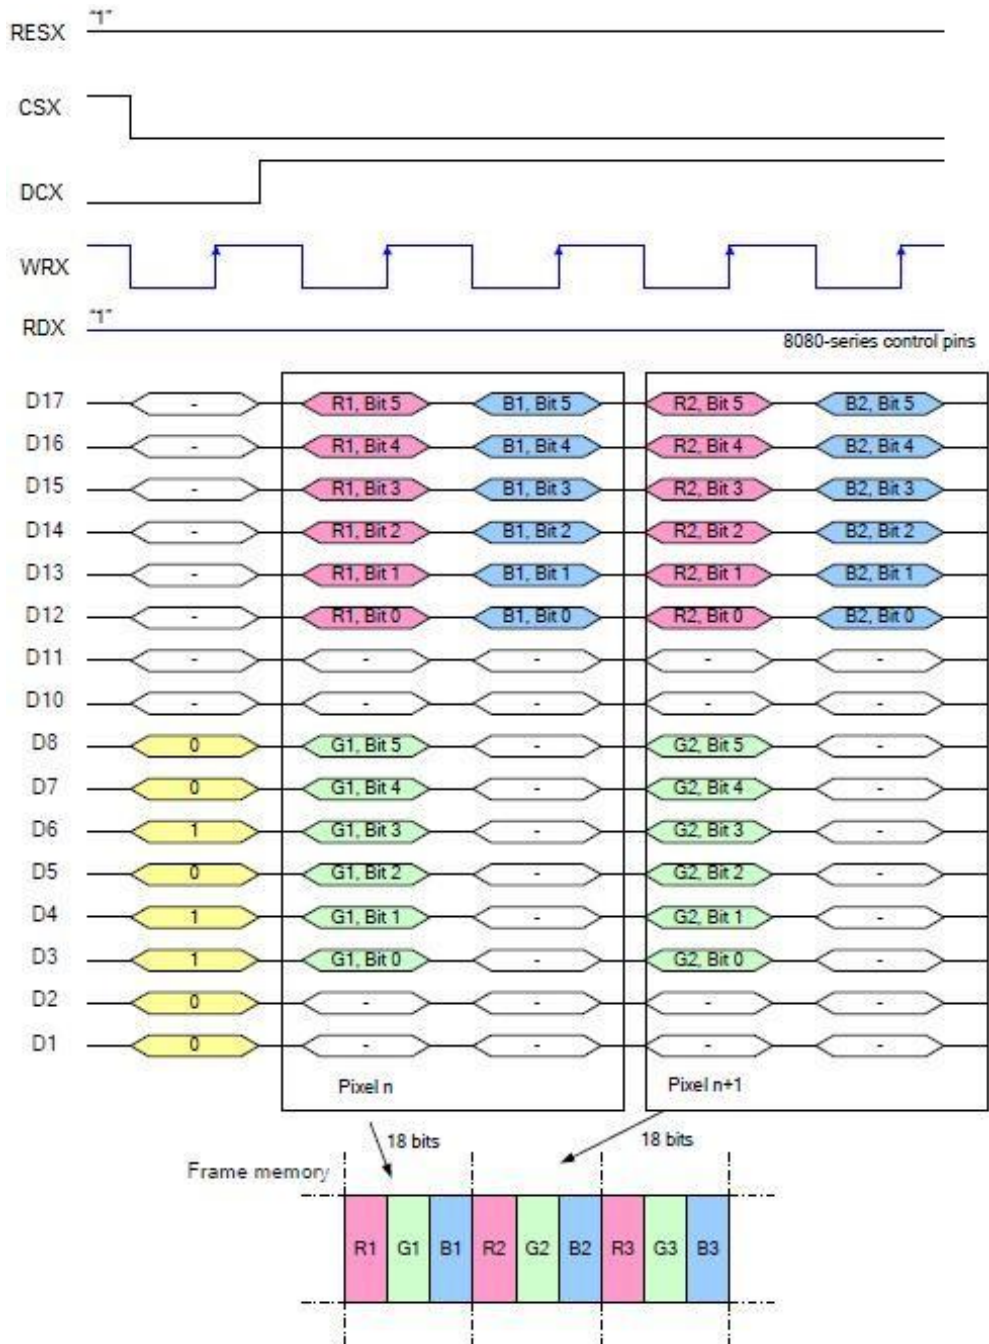 RESX "1"
CSX
DCX
WRX
RDX "1"
8080-series control pins
D17 - R1, Bit 5 B1, Bit 5 R2, Bit 5 B2, Bit 5
D16 - R1, Bit 4 B1, Bit 4 R2, Bit 4 B2, Bit 4
D15 - R1, Bit 3 B1, Bit 3 R2, Bit 3 B2, Bit 3
D14 - R1, Bit 2 B1, Bit 2 R2, Bit 2 B2, Bit 2
D13 - R1, Bit 1 B1, Bit 1 R2, Bit 1 B2, Bit 1
D12 - R1, Bit 0 B1, Bit 0 R2, Bit 0 B2, Bit 0
D11 - - - - -
D10 - - - - -
D8 0 G1, Bit 5 - G2, Bit 5 -
D7 0 G1, Bit 4 - G2, Bit 4 -
D6 1 G1, Bit 3 - G2, Bit 3 -
D5 0 G1, Bit 2 - G2, Bit 2 -
D4 1 G1, Bit 1 - G2, Bit 1 -
D3 1 G1, Bit 0 - G2, Bit 0 -
D2 0 - - - -
D1 0 - - - -
Pixel n Pixel n+1
18 bits 18 bits
Frame memory
R1 G1 B1 R2 G2 B2 R3 G3 B3